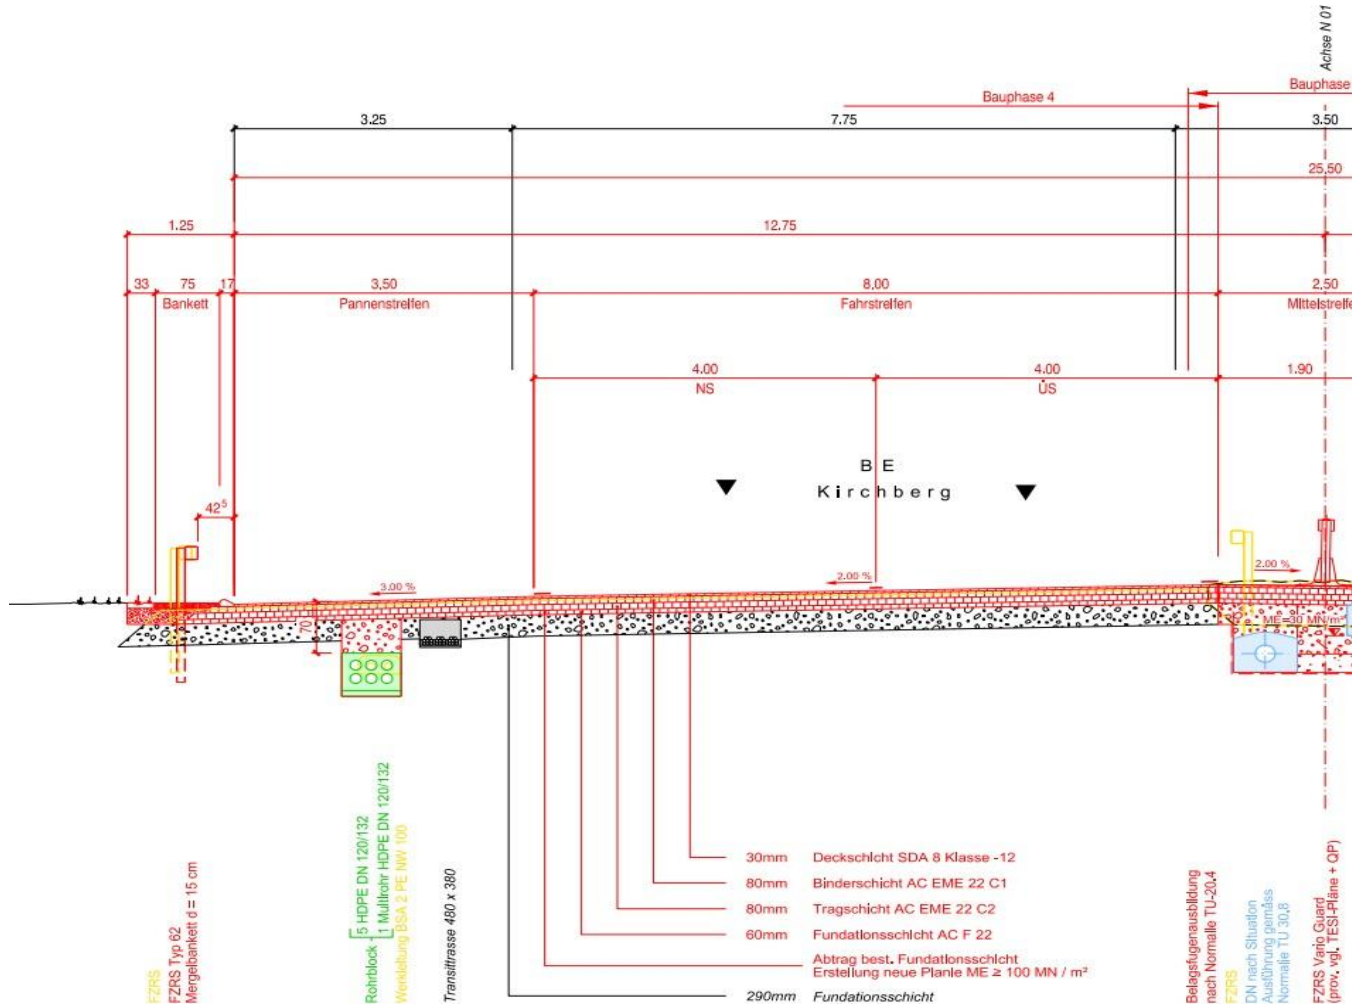 Achse N 01
Bauphase
Bauphase 4
3.25
7.75
3.50
25.50
1.25
12.75
33
75
17
3.50
8.00
2.50
Bankett
Pannenstreifen
Fahrstreifen
Mittelstreife
4.00
4.00
1.90
NS
ÜS
B E
Kirchberg
42⁵
3.00 %
2.00 %
2.00 %
70
ME=30 MN/m²
30mm Deckschicht SDA 8 Klasse -12
80mm Binderschicht AC EME 22 C1
80mm Tragschicht AC EME 22 C2
60mm Fundationsschicht AC F 22
Abtrag best. Fundationsschicht
Erstellung neue Planie ME ≥ 100 MN / m²
290mm Fundationsschicht
FZRS
FZRS Typ 62
Mergelbankett d = 15 cm
Rohrblock -
5 HDPE DN 120/132
1 Multirohr HDPE DN 120/132
Werkleitung BSA 2 PE NW 100
Transittrasse 480 x 380
Belagsfugenausbildung
nach Normalie TU-20.4
FZRS
DN nach Situation
Ausführung gemäss
Normalie TU 30.8
FZRS Vario Guard
(prov. vgl. TESI-Pläne + QP)